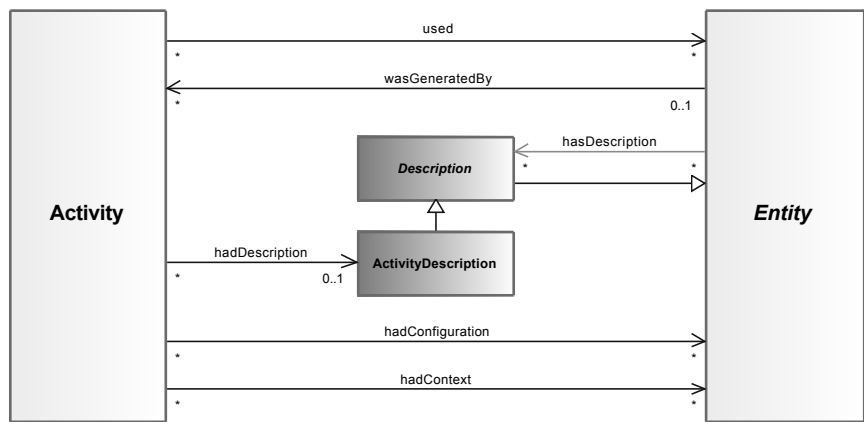 used
* *
wasGeneratedBy
* 0..1
hasDescription
Description
* *
Activity
Entity
hadDescription
ActivityDescription
* 0..1
hadConfiguration
* *
hadContext
* *